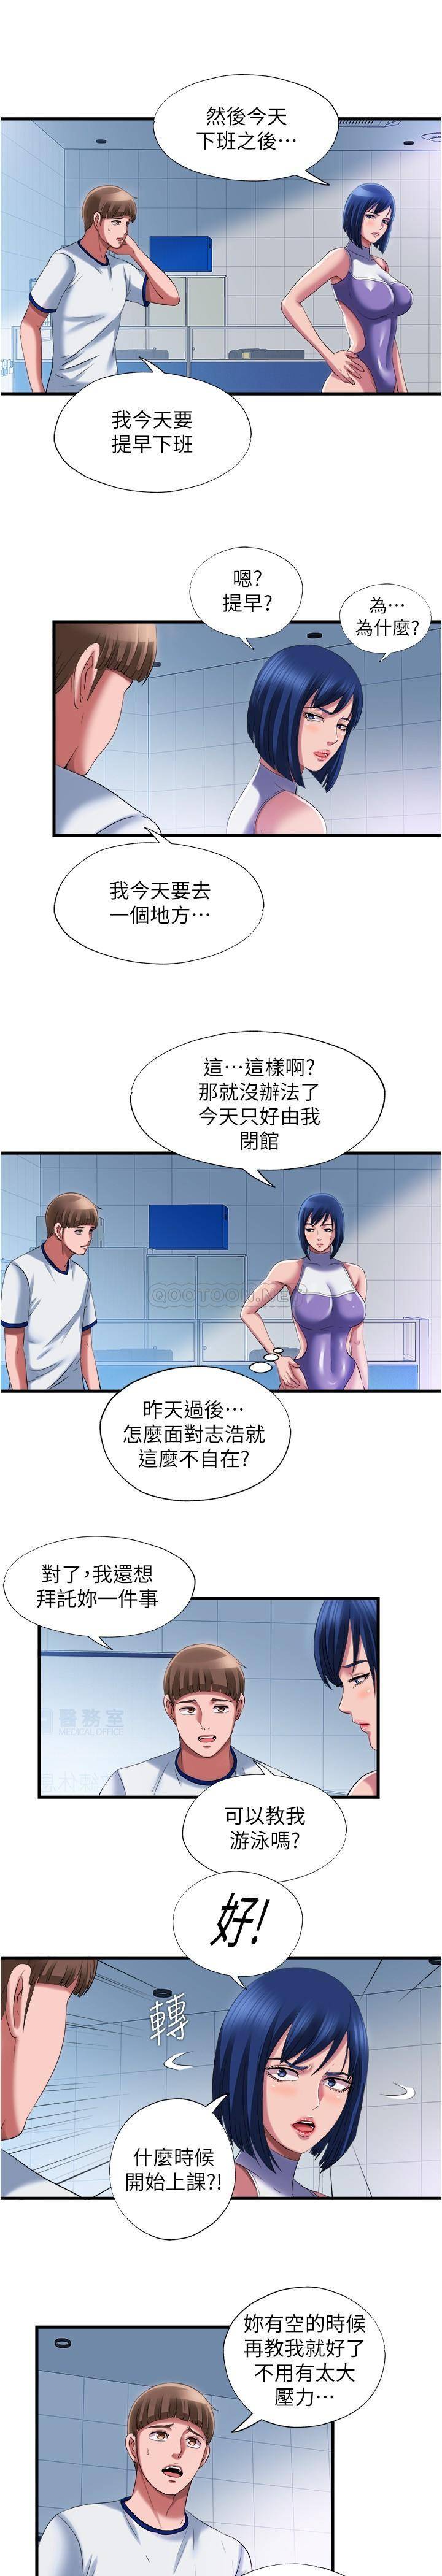 然後今天
下班之後…
我今天要
提早下班
嗯?
提早?
為…
為什麼?
我今天要去
一個地方…
這…這樣啊?
那就沒辦法了
今天只好由我
閉館
QOOTOON.NET
昨天過後…
怎麼面對志浩就
這麼不自在?
對了,我還想
拜託妳一件事
醫務室
MEDICAL OFFICE
可以教我
游泳嗎?
好!
轉
什麼時候
開始上課?!
妳有空的時候
再教我就好了
不用有太大
壓力…